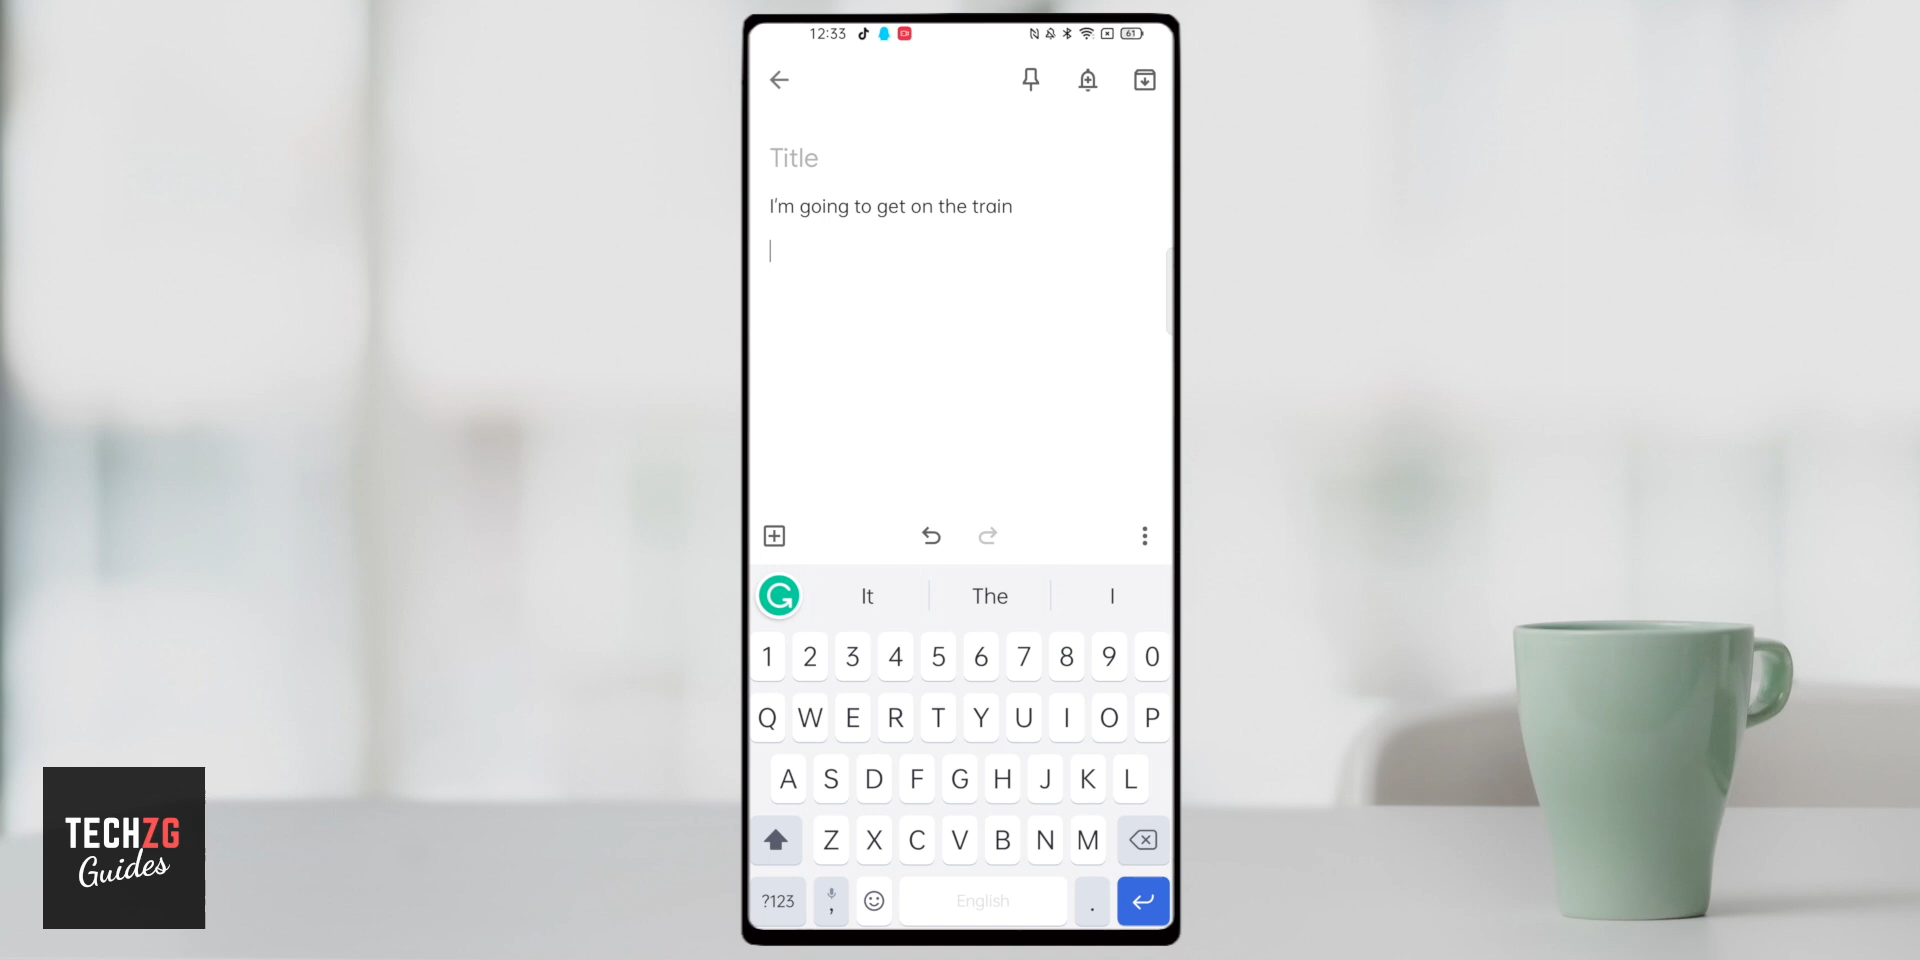 12:33
61
Title
I'm going to get on the train
It The I
1 2 3 4 5 6 7 8 9 0
Q W E R T Y U I O P
A S D F G H J K L
Z X C V B N M
?123 , English .
TECHZG
Guides